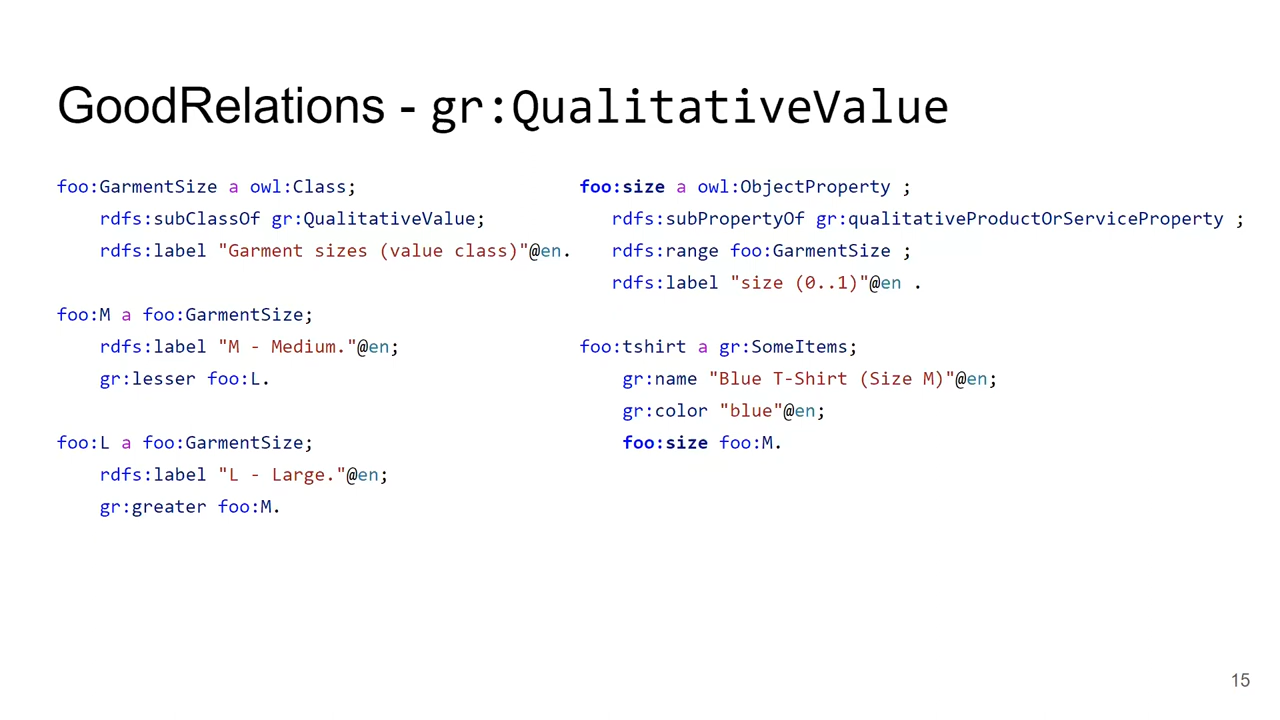 GoodRelations - gr:QualitativeValue
foo:GarmentSize a owl:Class;
rdfs:subClassOf gr:QualitativeValue;
rdfs:label "Garment sizes (value class)"@en.
foo:M a foo:GarmentSize;
rdfs:label "M - Medium."@en;
gr:lesser foo:L.
foo:L a foo:GarmentSize;
rdfs:label "L - Large."@en;
gr:greater foo:M.
foo:size a owl:ObjectProperty ;
rdfs:subPropertyOf gr:qualitativeProductOrServiceProperty ;
rdfs:range foo:GarmentSize ;
rdfs:label "size (0..1)"@en .
foo:tshirt a gr:SomeItems;
gr:name "Blue T-Shirt (Size M)"@en;
gr:color "blue"@en;
foo:size foo:M.
15